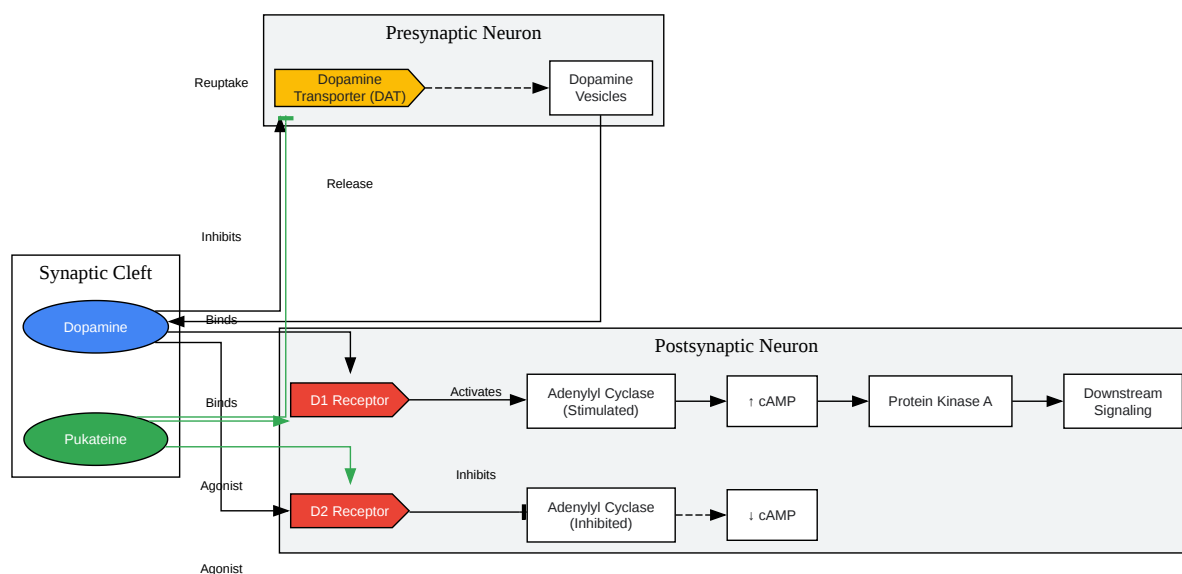 Presynaptic Neuron
Dopamine
Transporter (DAT)
Dopamine
Vesicles
Reuptake
Release
Inhibits
Synaptic Cleft
Dopamine
Binds
Postsynaptic Neuron
D1 Receptor
Activates
Adenylyl Cyclase
(Stimulated)
↑ cAMP
Protein Kinase A
Downstream
Signaling
Binds
Pukateine
Agonist
D2 Receptor
Inhibits
Adenylyl Cyclase
(Inhibited)
↓ cAMP
Agonist